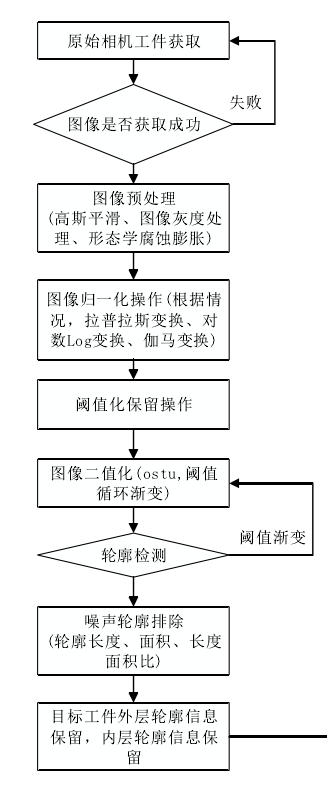 原始相机工件获取
失败
图像是否获取成功
图像预处理
(高斯平滑、图像灰度处
理、形态学腐蚀膨胀)
图像归一化操作(根据情
况，拉普拉斯变换、对
数Log变换、伽马变换)
阈值化保留操作
图像二值化(ostu,阈值
循环渐变)
阈值渐变
轮廓检测
噪声轮廓排除
(轮廓长度、面积、长度
面积比)
目标工件外层轮廓信息
保留，内层轮廓信息保
留